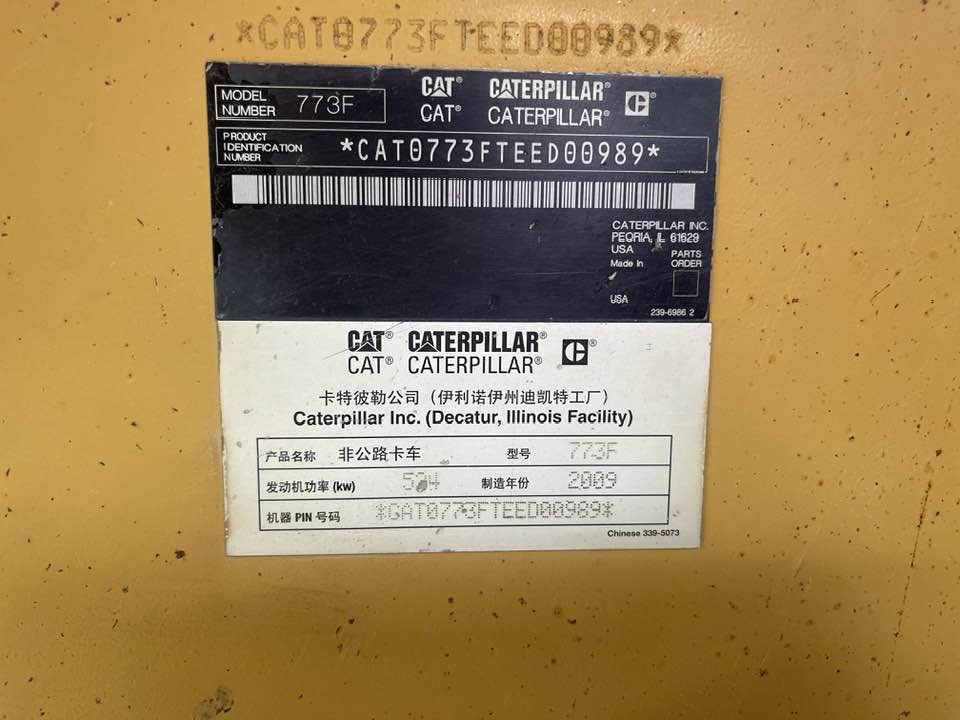 *CAT0773FTEED00989*
CAT® CATERPILLAR®
MODEL NUMBER 773F
CAT® CATERPILLAR®
PRODUCT IDENTIFICATION NUMBER *CAT0773FTEED00989*
CATERPILLAR INC.
PEORIA, IL 61629
USA
PARTS ORDER
Made in
USA
239-6986 2
CAT® CATERPILLAR®
CAT® CATERPILLAR®
卡特彼勒公司（伊利诺伊州迪凯特工厂）
Caterpillar Inc. (Decatur, Illinois Facility)
产品名称 非公路卡车 型号 773F
发动机功率 (kw) 制造年份 2009
机器 PIN 号码 *CAT0773FTEED00989*
Chinese 339-5073